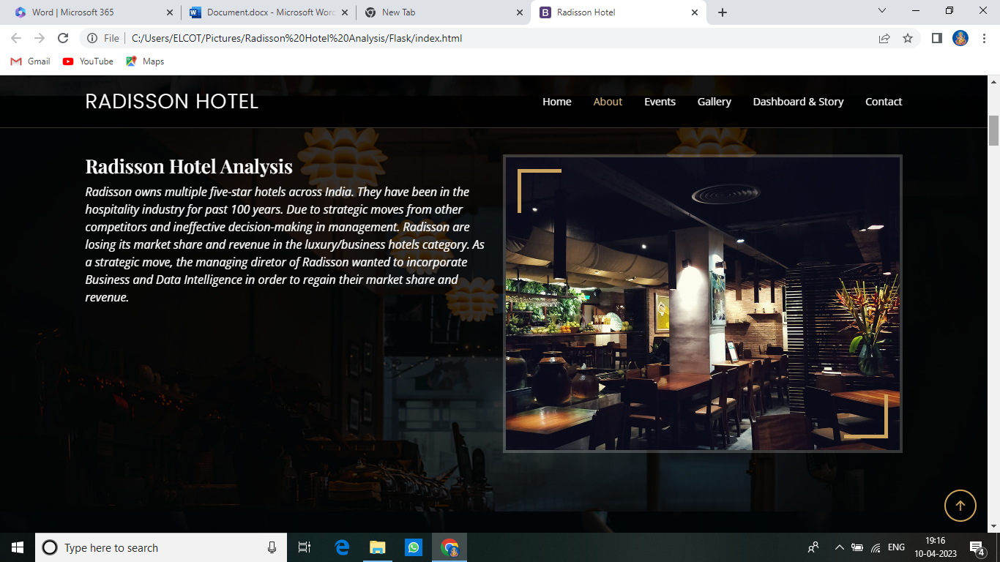 Word | Microsoft 365
Document.docx - Microsoft Word
New Tab
Radisson Hotel
File
C:/Users/ELCOT/Pictures/Radisson%20Hotel%20Analysis/Flask/index.html
Gmail
YouTube
Maps
RADISSON HOTEL
Home
About
Events
Gallery
Dashboard & Story
Contact
Radisson Hotel Analysis
Radisson owns multiple five-star hotels across India. They have been in the
hospitality industry for past 100 years. Due to strategic moves from other
competitors and ineffective decision-making in management. Radisson are
losing its market share and revenue in the luxury/business hotels category. As
a strategic move, the managing diretor of Radisson wanted to incorporate
Business and Data Intelligence in order to regain their market share and
revenue.
Type here to search
ENG
19:16
10-04-2023
4